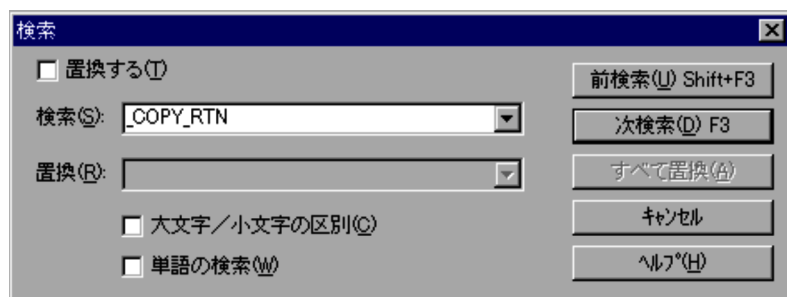 検索
置換する(T)
前検索(U) Shift+F3
検索(S): _COPY_RTN
次検索(D) F3
置換(R):
すべて置換(A)
大文字/小文字の区別(C)
キャンセル
単語の検索(W)
ヘルプ(H)